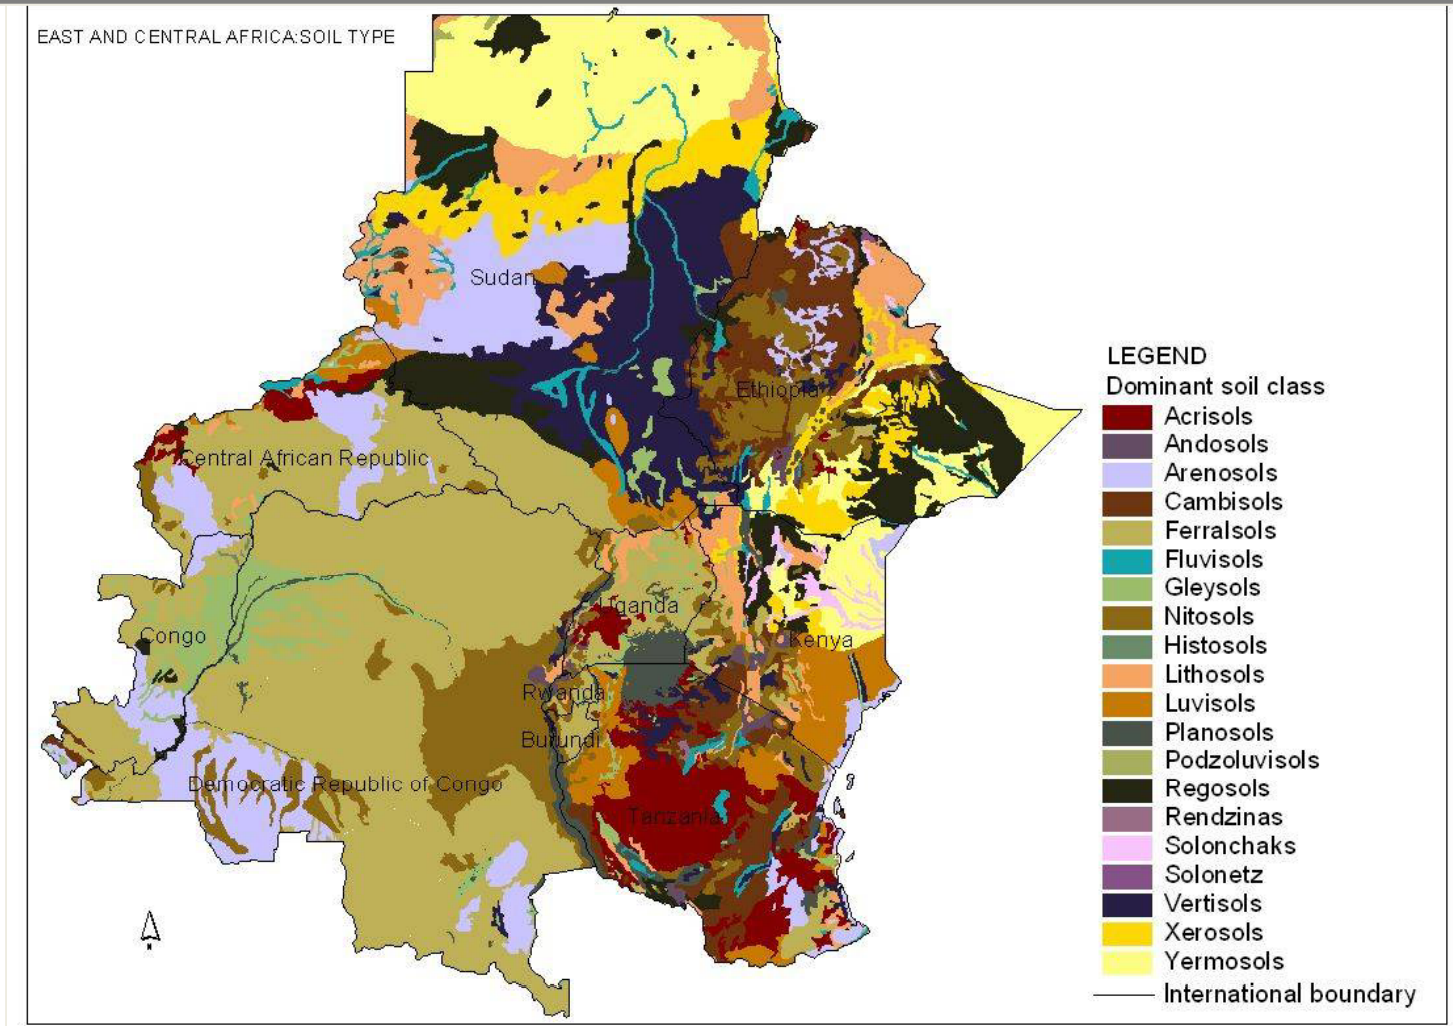 EAST AND CENTRAL AFRICA:SOIL TYPE
Sudan
Ethiopia
Central African Republic
Uganda
Congo
Kenya
Rwanda
Burundi
Democratic Republic of Congo
Tanzania
LEGEND
Dominant soil class
Acrisols
Andosols
Arenosols
Cambisols
Ferralsols
Fluvisols
Gleysols
Nitosols
Histosols
Lithosols
Luvisols
Planosols
Podzoluvisols
Regosols
Rendzinas
Solonchaks
Solonetz
Vertisols
Xerosols
Yermosols
International boundary
N